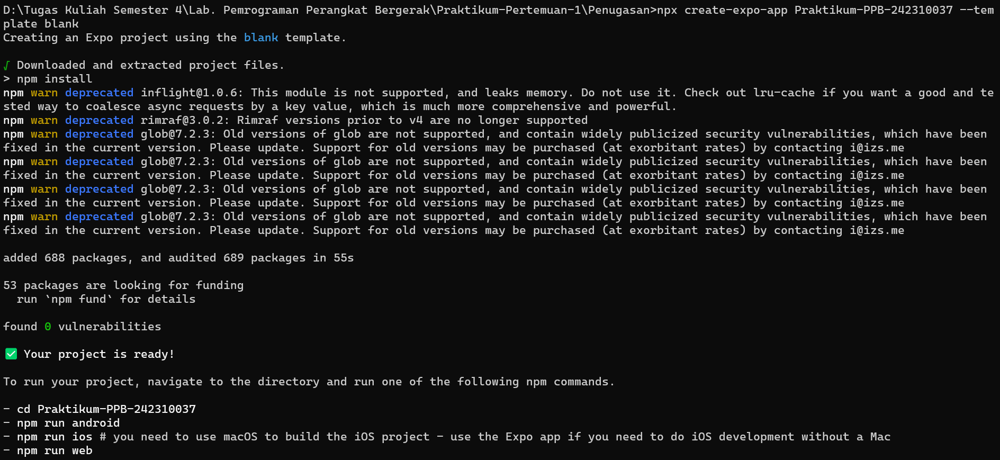 D:\Tugas Kuliah Semester 4\Lab. Pemrograman Perangkat Bergerak\Praktikum-Pertemuan-1\Penugasan>npx create-expo-app Praktikum-PPB-242310037 --tem
plate blank
Creating an Expo project using the blank template.
√ Downloaded and extracted project files.
> npm install
npm warn deprecated inflight@1.0.6: This module is not supported, and leaks memory. Do not use it. Check out lru-cache if you want a good and te
sted way to coalesce async requests by a key value, which is much more comprehensive and powerful.
npm warn deprecated rimraf@3.0.2: Rimraf versions prior to v4 are no longer supported
npm warn deprecated glob@7.2.3: Old versions of glob are not supported, and contain widely publicized security vulnerabilities, which have been
fixed in the current version. Please update. Support for old versions may be purchased (at exorbitant rates) by contacting i@izs.me
npm warn deprecated glob@7.2.3: Old versions of glob are not supported, and contain widely publicized security vulnerabilities, which have been
fixed in the current version. Please update. Support for old versions may be purchased (at exorbitant rates) by contacting i@izs.me
npm warn deprecated glob@7.2.3: Old versions of glob are not supported, and contain widely publicized security vulnerabilities, which have been
fixed in the current version. Please update. Support for old versions may be purchased (at exorbitant rates) by contacting i@izs.me
npm warn deprecated glob@7.2.3: Old versions of glob are not supported, and contain widely publicized security vulnerabilities, which have been
fixed in the current version. Please update. Support for old versions may be purchased (at exorbitant rates) by contacting i@izs.me
added 688 packages, and audited 689 packages in 55s
53 packages are looking for funding
  run `npm fund` for details
found 0 vulnerabilities
✅ Your project is ready!
To run your project, navigate to the directory and run one of the following npm commands.
- cd Praktikum-PPB-242310037
- npm run android
- npm run ios # you need to use macOS to build the iOS project - use the Expo app if you need to do iOS development without a Mac
- npm run web